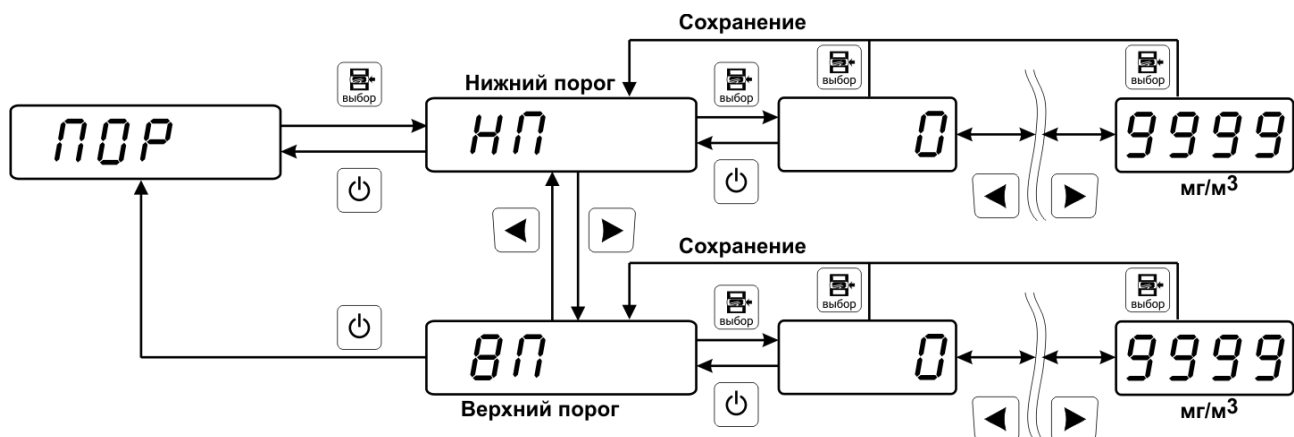 Сохранение
выбор
Нижний порог
выбор
выбор
выбор
ПОР
НП
0
9999
мг/м3
Сохранение
выбор
выбор
выбор
ВП
0
9999
Верхний порог
мг/м3